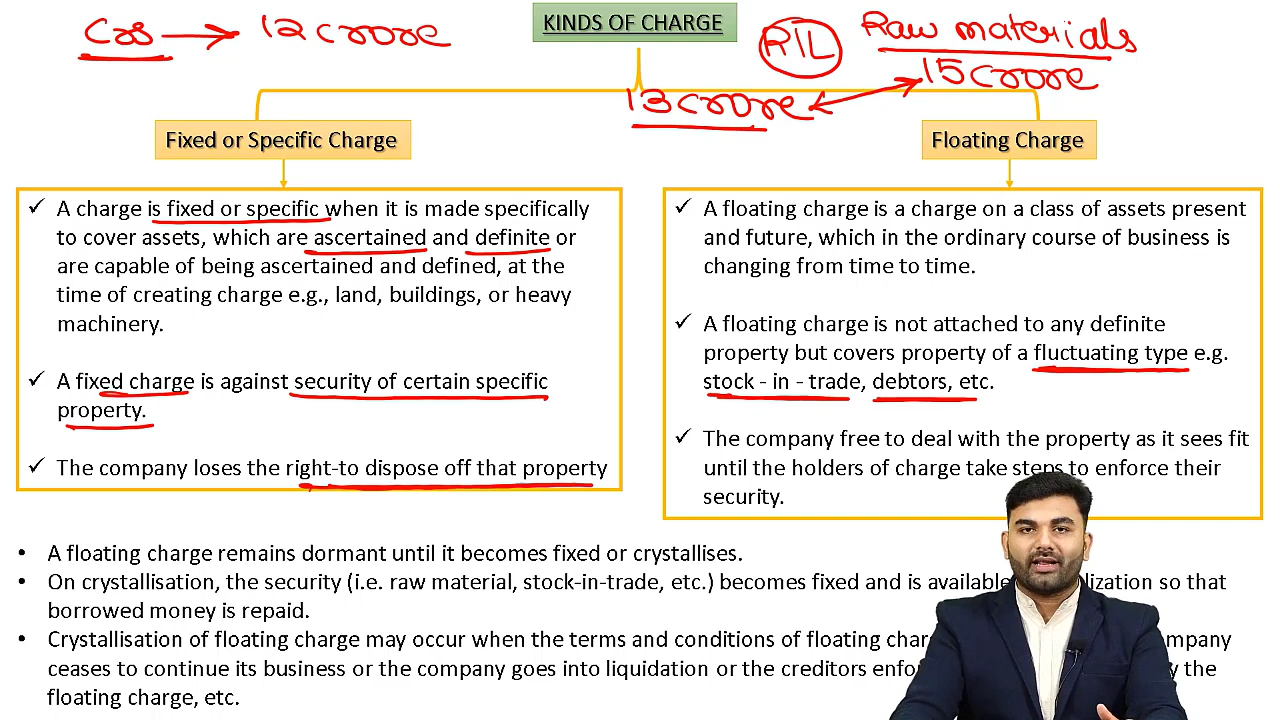 Crs → 12 crore
KINDS OF CHARGE
RIL
Raw materials
15 crore
13 crore
Fixed or Specific Charge
✓ A charge is fixed or specific when it is made specifically
to cover assets, which are ascertained and definite or
are capable of being ascertained and defined, at the
time of creating charge e.g., land, buildings, or heavy
machinery.
✓ A fixed charge is against security of certain specific
property.
✓ The company loses the right-to dispose off that property
Floating Charge
✓ A floating charge is a charge on a class of assets present
and future, which in the ordinary course of business is
changing from time to time.
✓ A floating charge is not attached to any definite
property but covers property of a fluctuating type e.g.
stock - in - trade, debtors, etc.
✓ The company free to deal with the property as it sees fit
until the holders of charge take steps to enforce their
security.
• A floating charge remains dormant until it becomes fixed or crystallises.
• On crystallisation, the security (i.e. raw material, stock-in-trade, etc.) becomes fixed and is available lization so that
borrowed money is repaid.
• Crystallisation of floating charge may occur when the terms and conditions of floating mpany
ceases to continue its business or the company goes into liquidation or the creditors the
floating charge, etc.